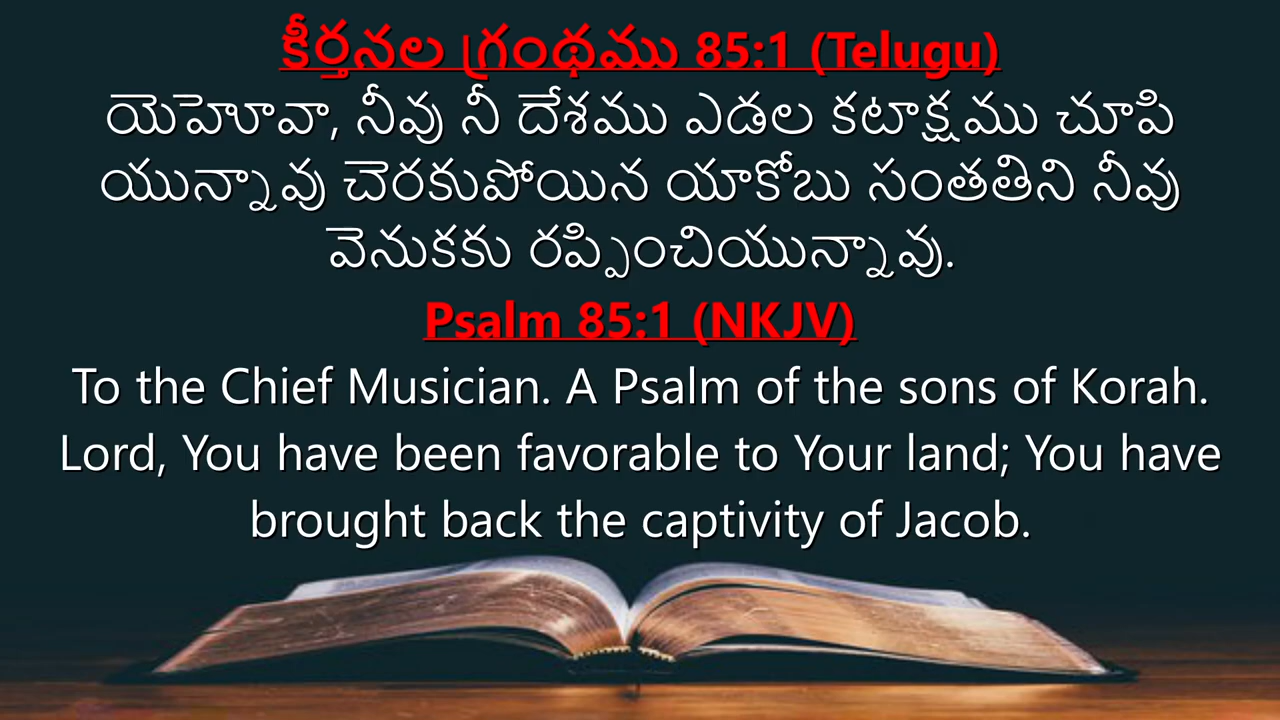 కీర్తనల గ్రంథము 85:1 (Telugu)
యెహోవా, నీవు నీ దేశము ఎడల కటాక్షము చూపి
యున్నావు చెరకుపోయిన యాకోబు సంతతిని నీవు
వెనుకకు రప్పించియున్నావు.
Psalm 85:1 (NKJV)
To the Chief Musician. A Psalm of the sons of Korah.
Lord, You have been favorable to Your land; You have
brought back the captivity of Jacob.